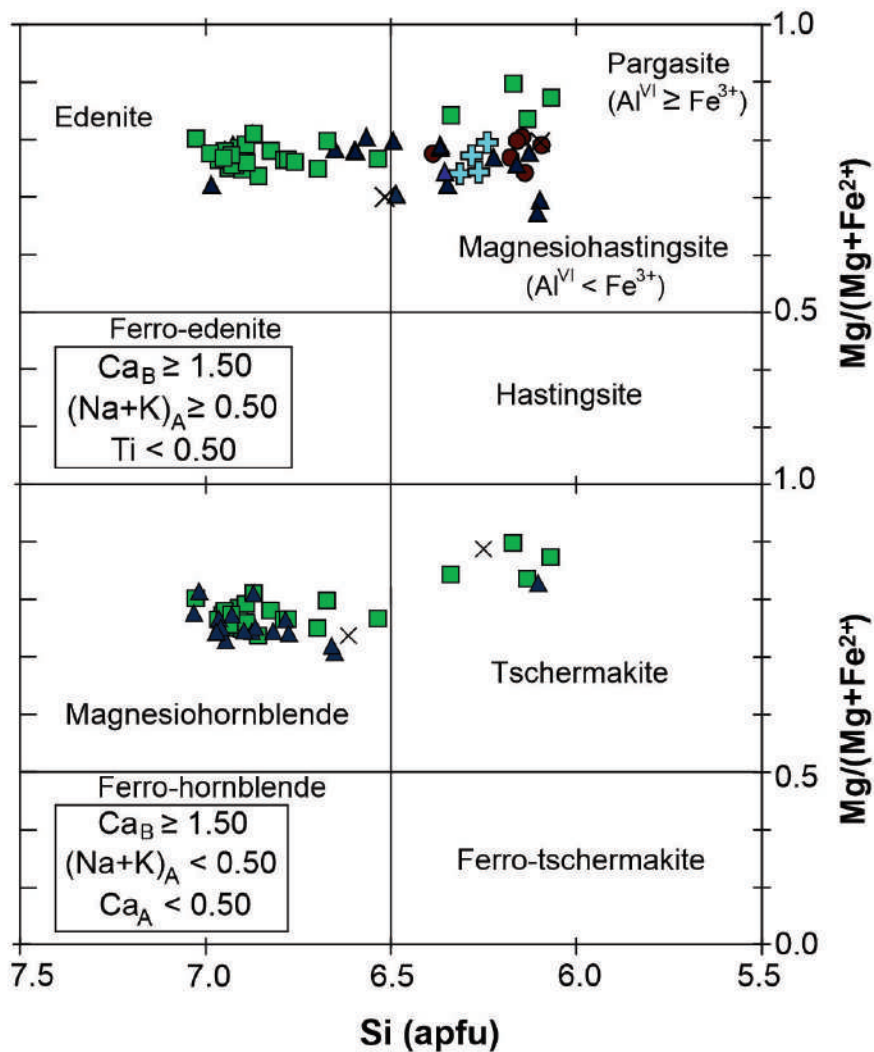 1.0
Pargasite
(Al^VI ≥ Fe^3+)
Edenite
Magnesiohastingsite
(Al^VI < Fe^3+)
Mg/(Mg+Fe^2+)
0.5
Ferro-edenite
Ca_B ≥ 1.50
(Na+K)_A ≥ 0.50
Ti < 0.50
Hastingsite
1.0
Tschermakite
Magnesiohornblende
Mg/(Mg+Fe^2+)
0.5
Ferro-hornblende
Ca_B ≥ 1.50
(Na+K)_A < 0.50
Ca_A < 0.50
Ferro-tschermakite
0.0
7.5 7.0 6.5 6.0 5.5
Si (apfu)